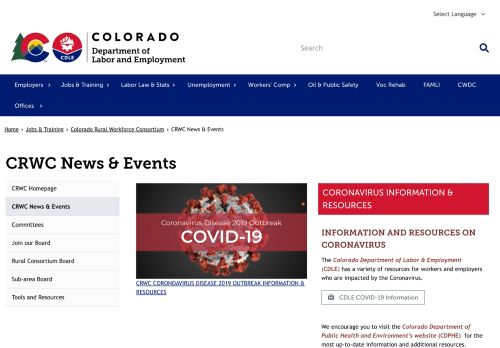 Select Language
COLORADO
Department of
Labor and Employment
CDLE
Search
Employers
Jobs & Training
Labor Law & Stats
Unemployment
Workers' Comp
Oil & Public Safety
Voc Rehab
FAMLI
CWDC
Offices
Home › Jobs & Training › Colorado Rural Workforce Consortium › CRWC News & Events
CRWC News & Events
CRWC Homepage
CRWC News & Events
Committees
Join our Board
Rural Consortium Board
Sub-area Board
Tools and Resources
Coronavirus Disease 2019 Outbreak
COVID-19
CRWC CORONOAVIRUS DISEASE 2019 OUTBREAK INFORMATION &
RESOURCES
CORONAVIRUS INFORMATION &
RESOURCES
INFORMATION AND RESOURCES ON
CORONAVIRUS
The Colorado Department of Labor & Employment
(CDLE) has a variety of resources for workers and employers
who are impacted by the Coronavirus.
CDLE COVID-19 Information
We encourage you to visit the Colorado Department of
Public Health and Environment's website (CDPHE) for
the most up-to-date information and additional resources.